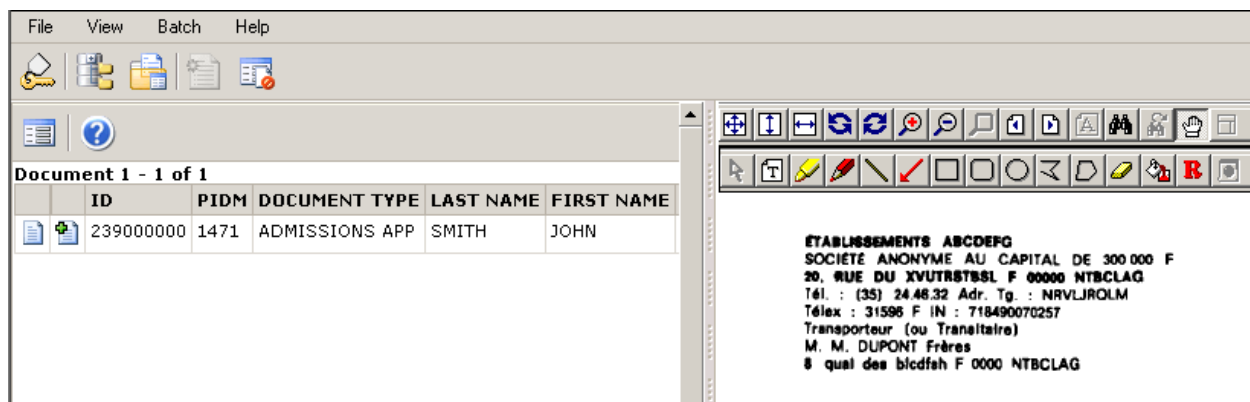 File View Batch Help
Document 1 - 1 of 1
ID PIDM DOCUMENT TYPE LAST NAME FIRST NAME
239000000 1471 ADMISSIONS APP SMITH JOHN
T
A
R
ÉTABLISSEMENTS ABCDEFG
SOCIÉTÉ ANONYME AU CAPITAL DE 300 000 F
20, RUE DU XVUTRSTBSL F 00000 NTBCLAG
Tél. : (35) 24.46.32 Adr. Tg. : NRVLJRQLM
Télex : 31596 F IN : 718490070257
Transporteur (ou Transitaire)
M. M. DUPONT Frères
8 quai des blcdfsh F 0000 NTBCLAG